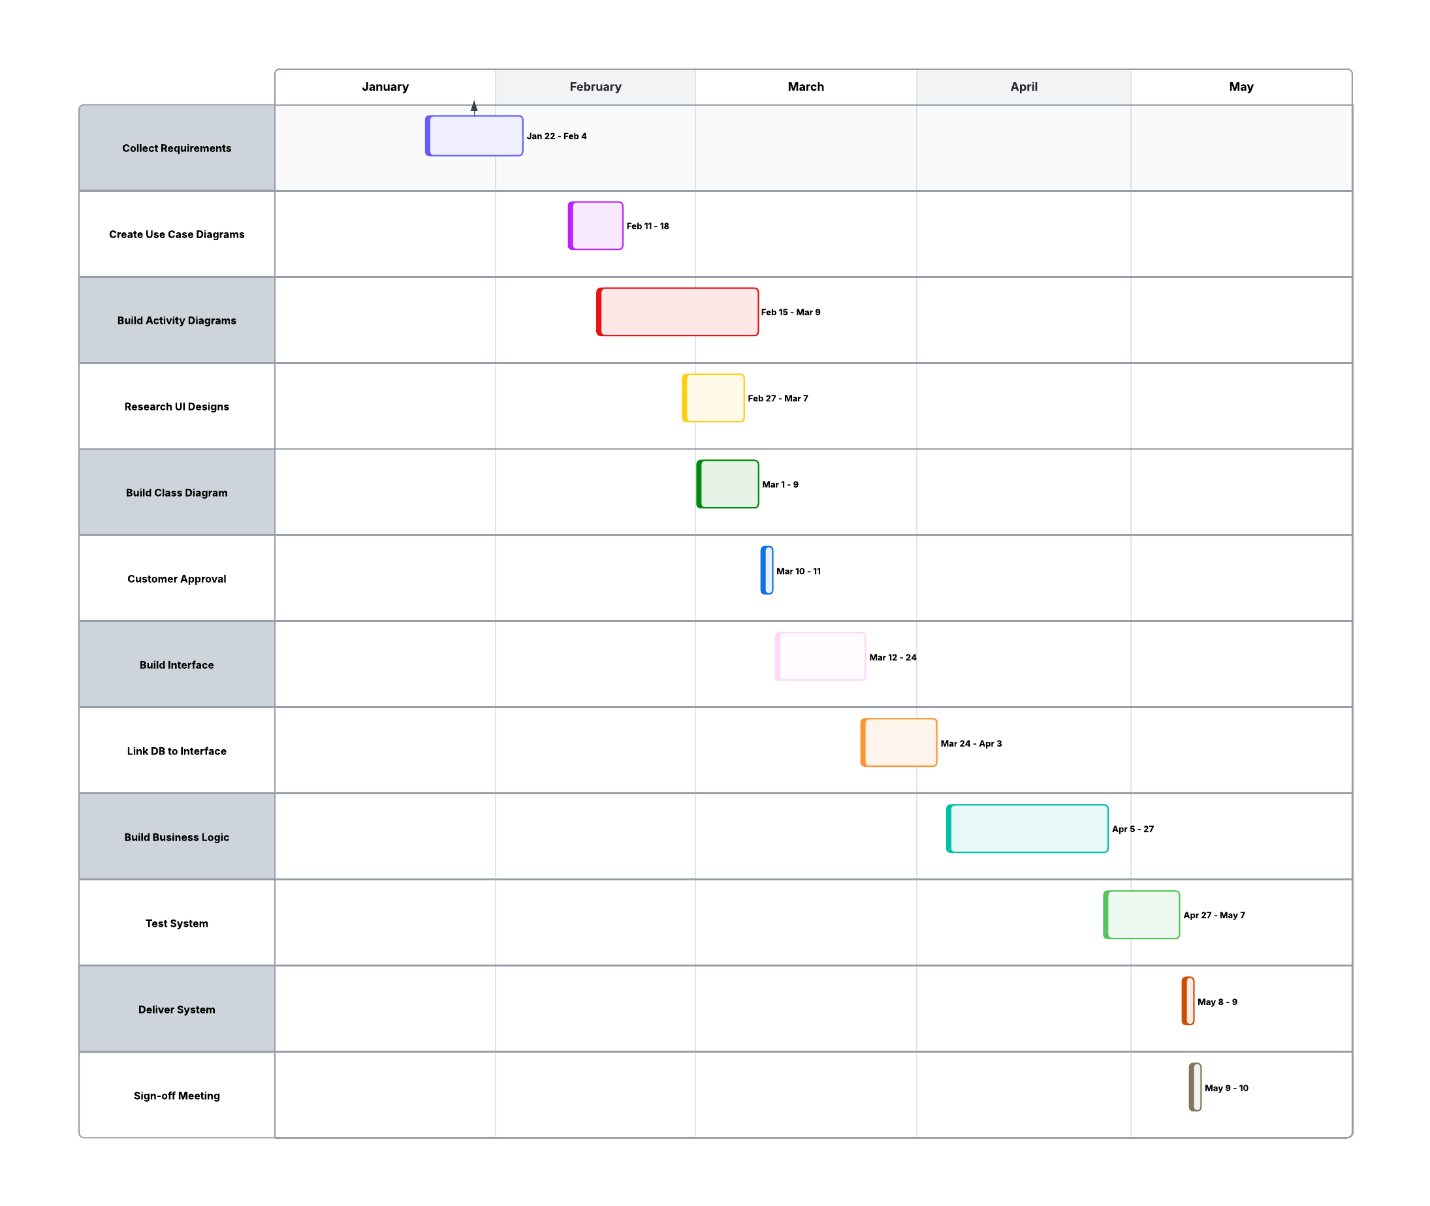 January
February
March
April
May
Collect Requirements
Jan 22 - Feb 4
Create Use Case Diagrams
Feb 11 - 18
Build Activity Diagrams
Feb 15 - Mar 9
Research UI Designs
Feb 27 - Mar 7
Build Class Diagram
Mar 1 - 9
Customer Approval
Mar 10 - 11
Build Interface
Mar 12 - 24
Link DB to Interface
Mar 24 - Apr 3
Build Business Logic
Apr 5 - 27
Test System
Apr 27 - May 7
Deliver System
May 8 - 9
Sign-off Meeting
May 9 - 10